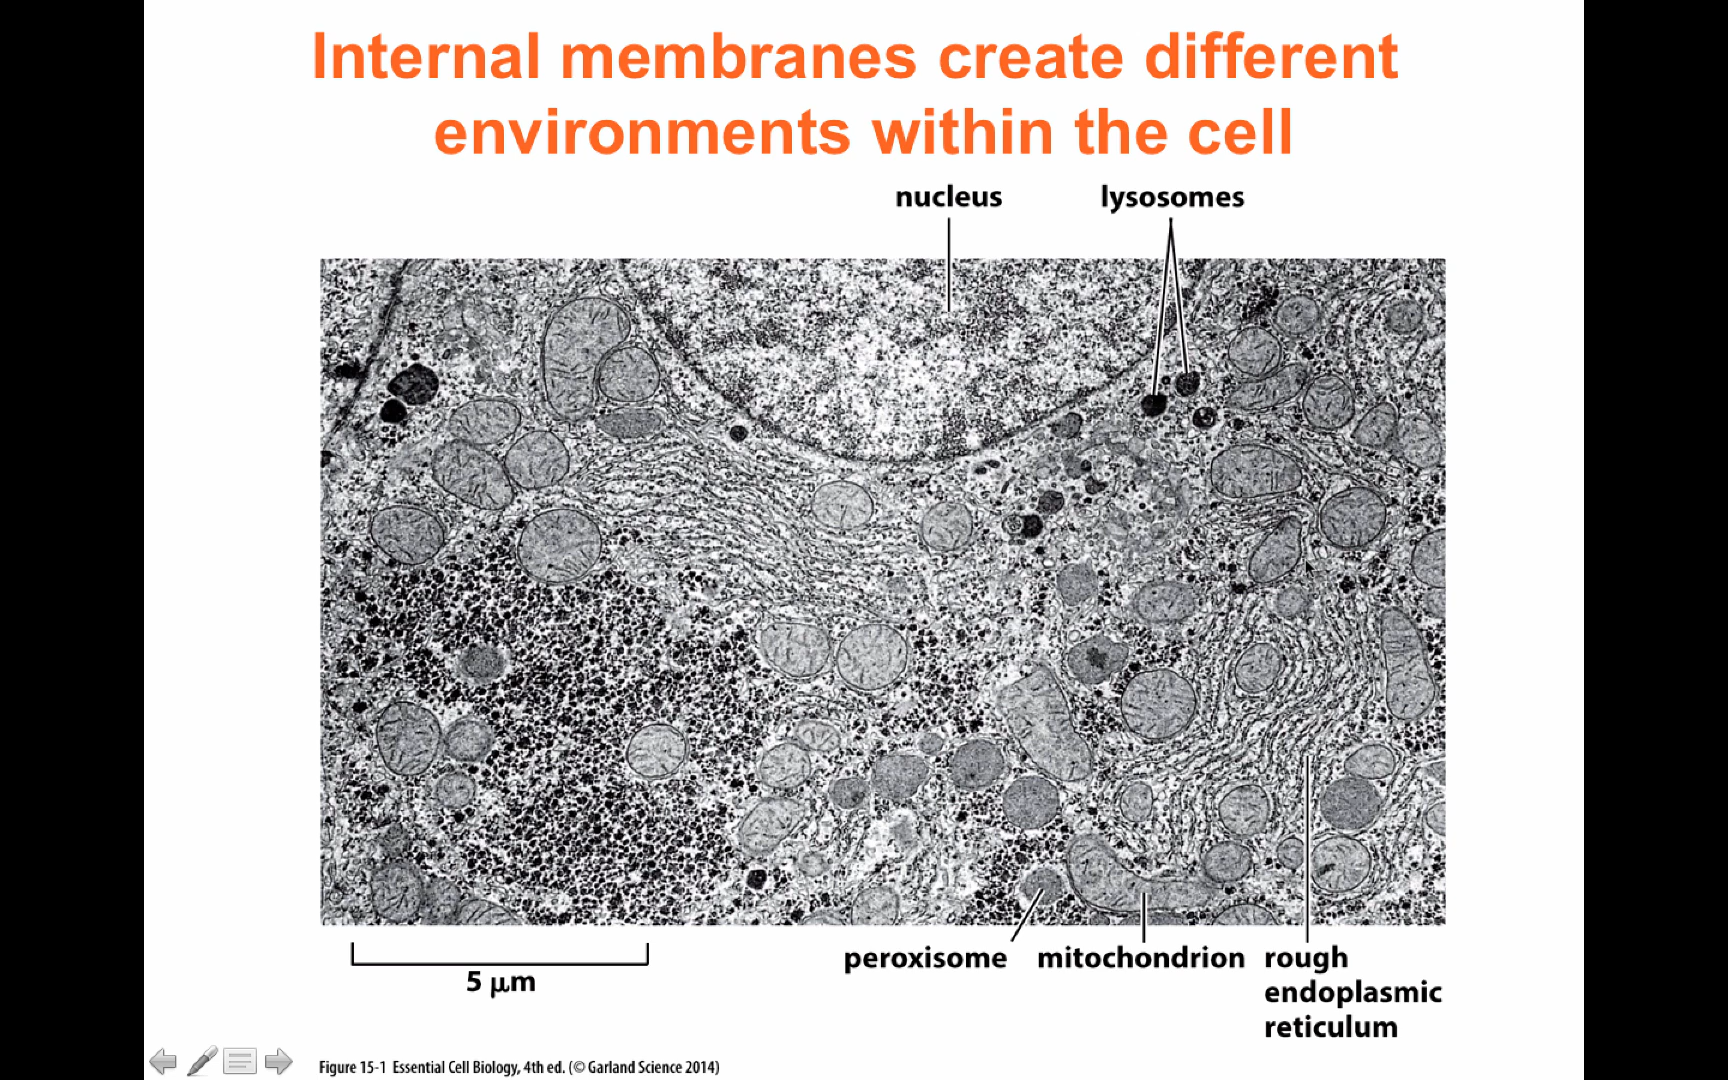 Internal membranes create different
environments within the cell
nucleus
lysosomes
peroxisome
mitochondrion
rough
endoplasmic
reticulum
5 μm
Figure 15-1 Essential Cell Biology, 4th ed. (© Garland Science 2014)